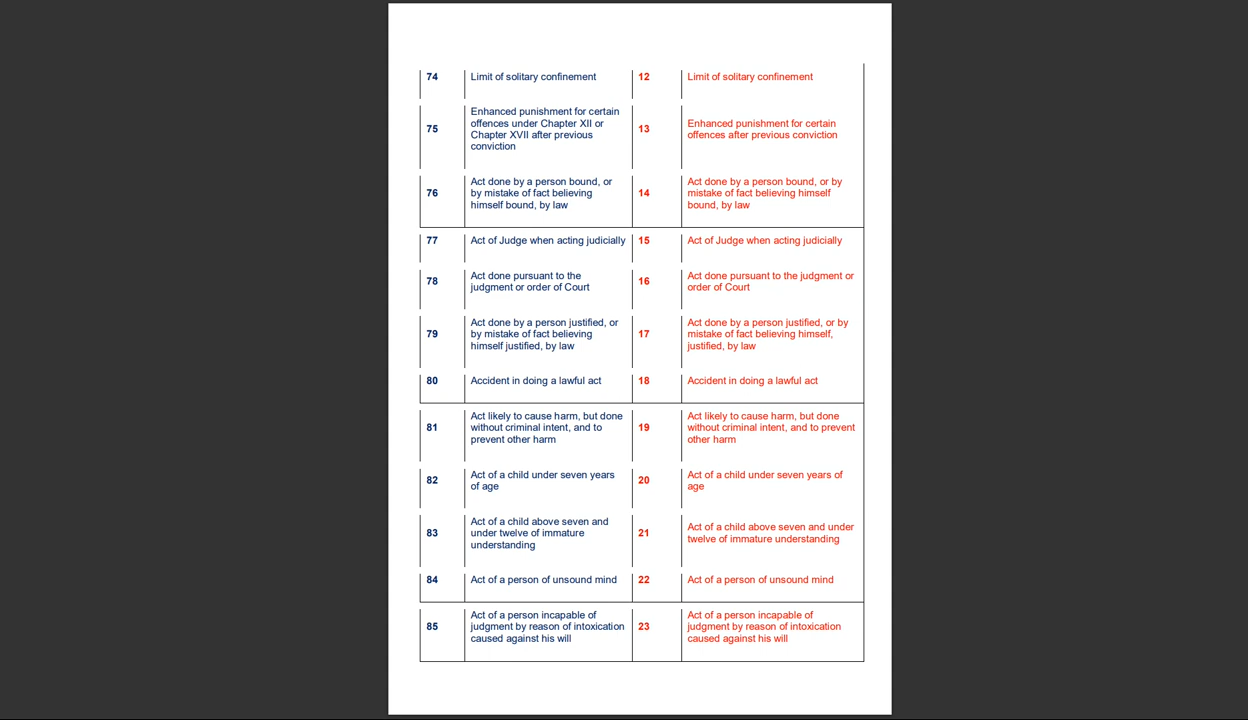 74 Limit of solitary confinement 12 Limit of solitary confinement
Enhanced punishment for certain
offences under Chapter XII or Enhanced punishment for certain
75 13
Chapter XVII after previous offences after previous conviction
conviction
Act done by a person bound, or Act done by a person bound, or by
76 by mistake of fact believing 14 mistake of fact believing himself
himself bound, by law bound, by law
77 Act of Judge when acting judicially 15 Act of Judge when acting judicially
Act done pursuant to the Act done pursuant to the judgment or
78 16
judgment or order of Court order of Court
Act done by a person justified, or Act done by a person justified, or by
79 by mistake of fact believing 17 mistake of fact believing himself,
himself justified, by law justified, by law
80 Accident in doing a lawful act 18 Accident in doing a lawful act
Act likely to cause harm, but done Act likely to cause harm, but done
81 without criminal intent, and to 19 without criminal intent, and to prevent
prevent other harm other harm
Act of a child under seven years Act of a child under seven years of
82 20
of age age
Act of a child above seven and Act of a child above seven and under
83 under twelve of immature 21
understanding twelve of immature understanding
84 Act of a person of unsound mind 22 Act of a person of unsound mind
Act of a person incapable of Act of a person incapable of
85 judgment by reason of intoxication 23 judgment by reason of intoxication
caused against his will caused against his will